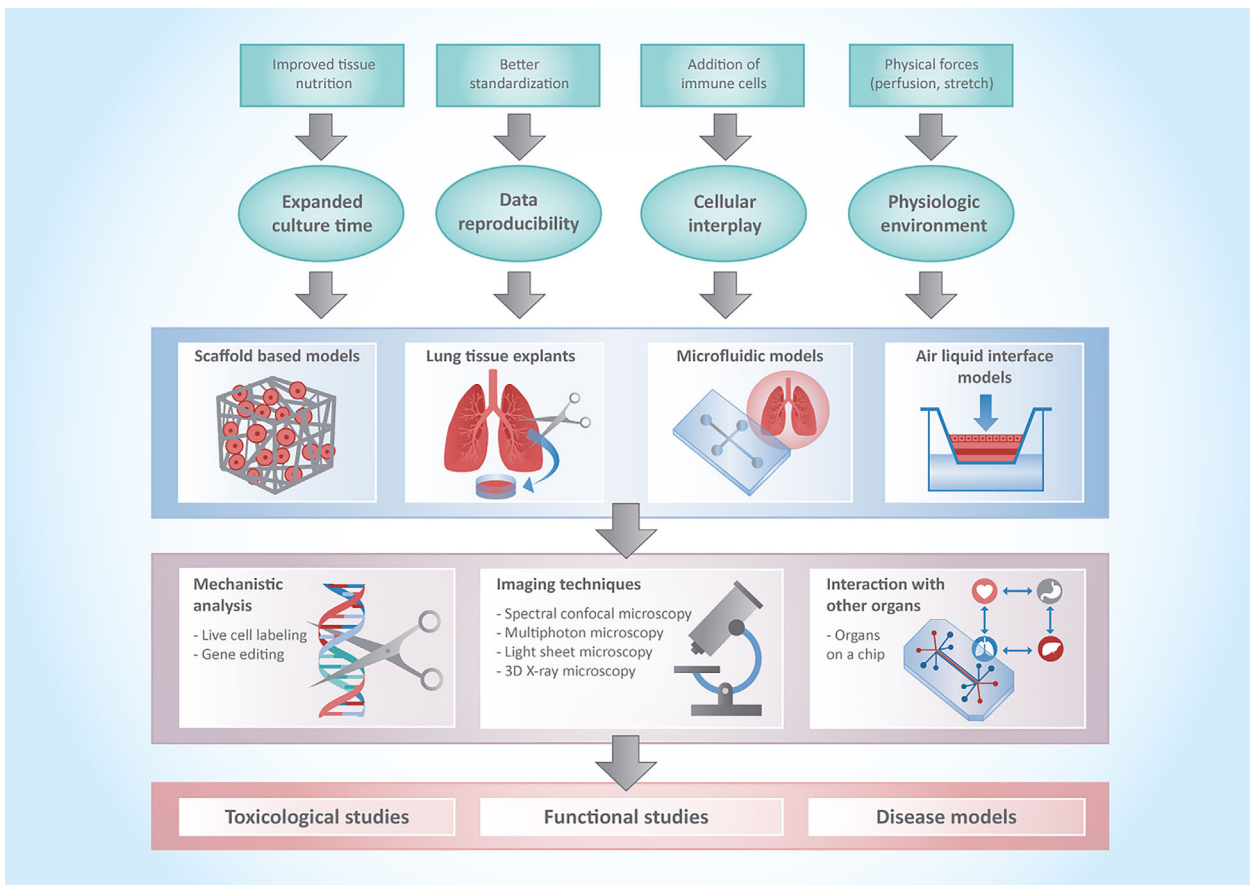 Improved tissue
nutrition
Better
standardization
Addition of
immune cells
Physical forces
(perfusion, stretch)
Expanded
culture time
Data
reproducibility
Cellular
interplay
Physiologic
environment
Scaffold based models
Lung tissue explants
Microfluidic models
Air liquid interface
models
Mechanistic
analysis
- Live cell labeling
- Gene editing
Imaging techniques
- Spectral confocal microscopy
- Multiphoton microscopy
- Light sheet microscopy
- 3D X-ray microscopy
Interaction with
other organs
- Organs
on a chip
Toxicological studies
Functional studies
Disease models